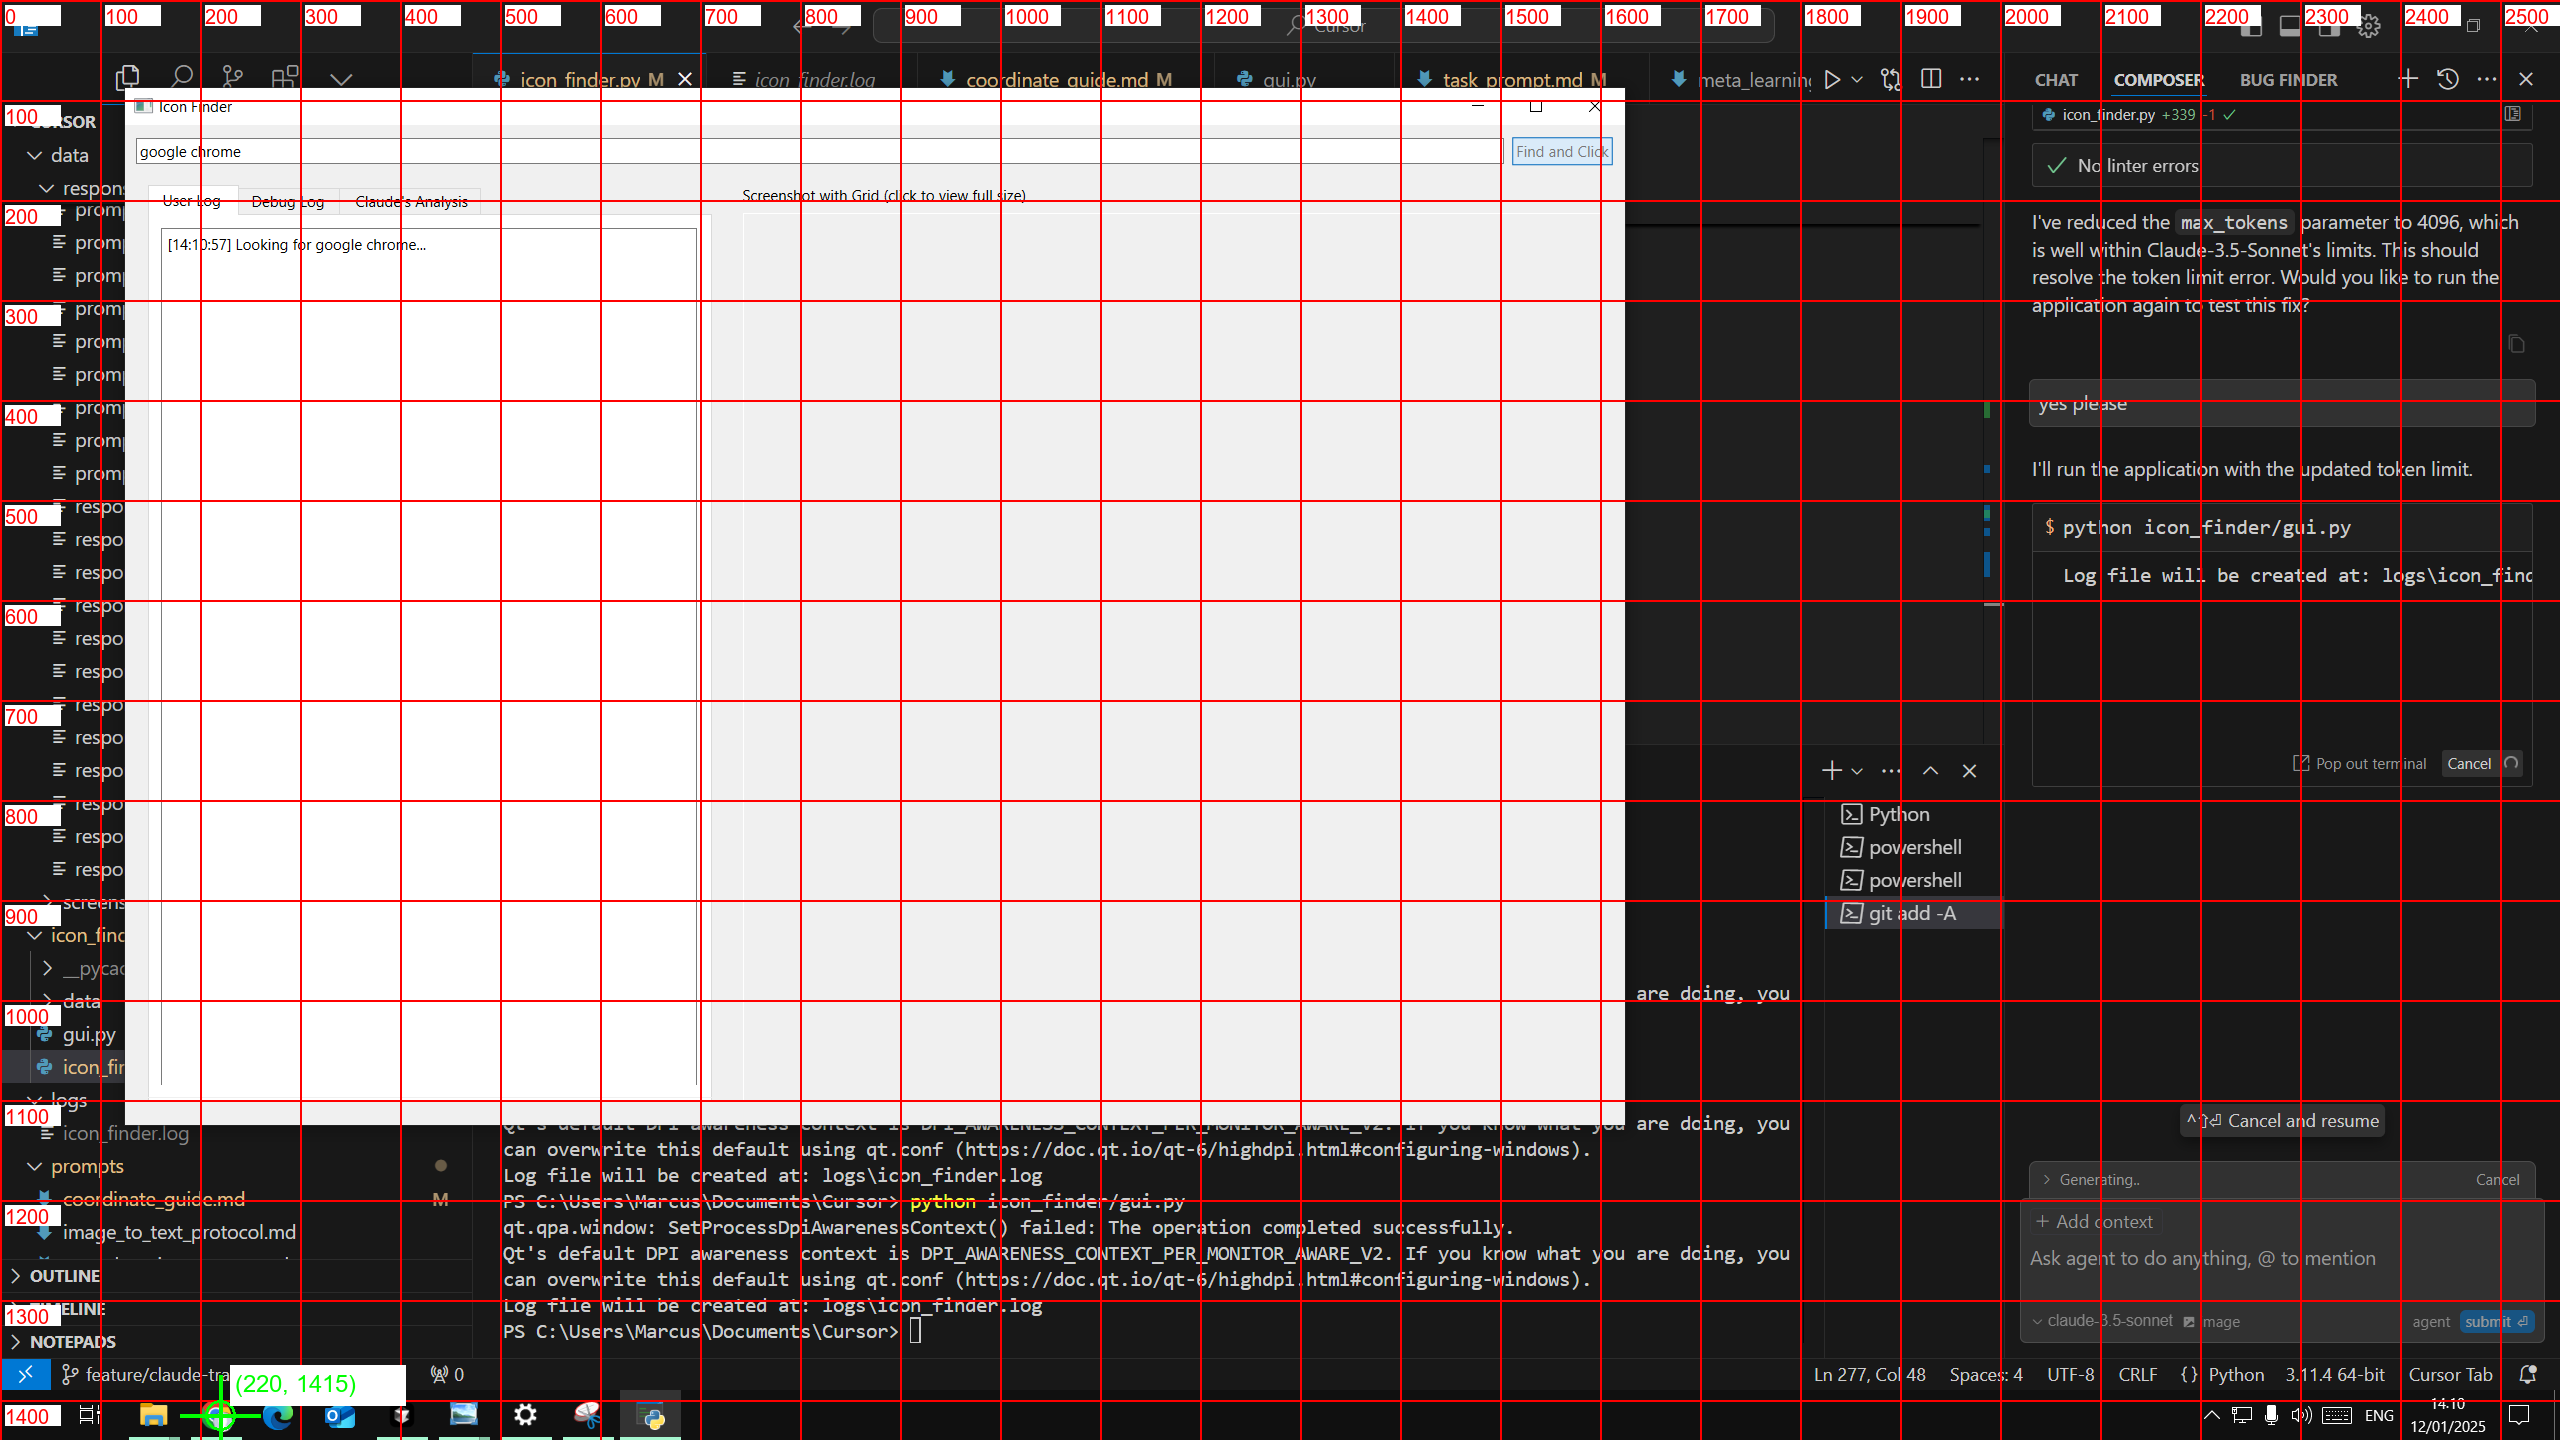 0 100 200 300 400 500 600 700 800 900 1000 1100 1200 1300 1400 1500 1600 1700 1800 1900 2000 2100 2200 2300 2400 2500
Cursor
icon_finder.py M
icon_finder.log
coordinate_guide.md M
gui.py
task_prompt.md M
meta_learning
CHAT COMPOSER BUG FINDER
100
Icon Finder
google chrome
Find and Click
User Log Debug Log Claude's Analysis
Screenshot with Grid (click to view full size)
[14:10:57] Looking for google chrome...
data
respon
200
prom
prom
prom
300
prom
prom
prom
400
prom
prom
prom
respo
500
respo
respo
respo
600
respo
respo
respo
700
respo
respo
respo
800
respo
respo
screens
900
icon_find
__pycac
data
1000
gui.py
icon_fin
logs
1100
icon_finder.log
prompts
coordinate_guide.md M
1200
image_to_text_protocol.md
OUTLINE
TIMELINE
1300
NOTEPADS
are doing, you
Qt's default DPI awareness context is DPI_AWARENESS_CONTEXT_PER_MONITOR_AWARE_V2. If you know what you are doing, you
can overwrite this default using qt.conf (https://doc.qt.io/qt-6/highdpi.html#configuring-windows).
Log file will be created at: logs\icon_finder.log
PS C:\Users\Marcus\Documents\Cursor> python icon_finder/gui.py
qt.qpa.window: SetProcessDpiAwarenessContext() failed: The operation completed successfully.
Qt's default DPI awareness context is DPI_AWARENESS_CONTEXT_PER_MONITOR_AWARE_V2. If you know what you are doing, you
can overwrite this default using qt.conf (https://doc.qt.io/qt-6/highdpi.html#configuring-windows).
Log file will be created at: logs\icon_finder.log
PS C:\Users\Marcus\Documents\Cursor>
Python
powershell
powershell
git add -A
icon_finder.py +339 -1
No linter errors
I've reduced the max_tokens parameter to 4096, which
is well within Claude-3.5-Sonnet's limits. This should
resolve the token limit error. Would you like to run the
application again to test this fix?
yes please
I'll run the application with the updated token limit.
$ python icon_finder/gui.py
Log file will be created at: logs\icon_find
Pop out terminal Cancel
Cancel and resume
Generating.. Cancel
+ Add context
Ask agent to do anything, @ to mention
claude-3.5-sonnet mage agent submit
feature/claude-tra
0
Ln 277, Col 48 Spaces: 4 UTF-8 CRLF {} Python 3.11.4 64-bit Cursor Tab
(220, 1415)
1400
ENG
14:10
12/01/2025